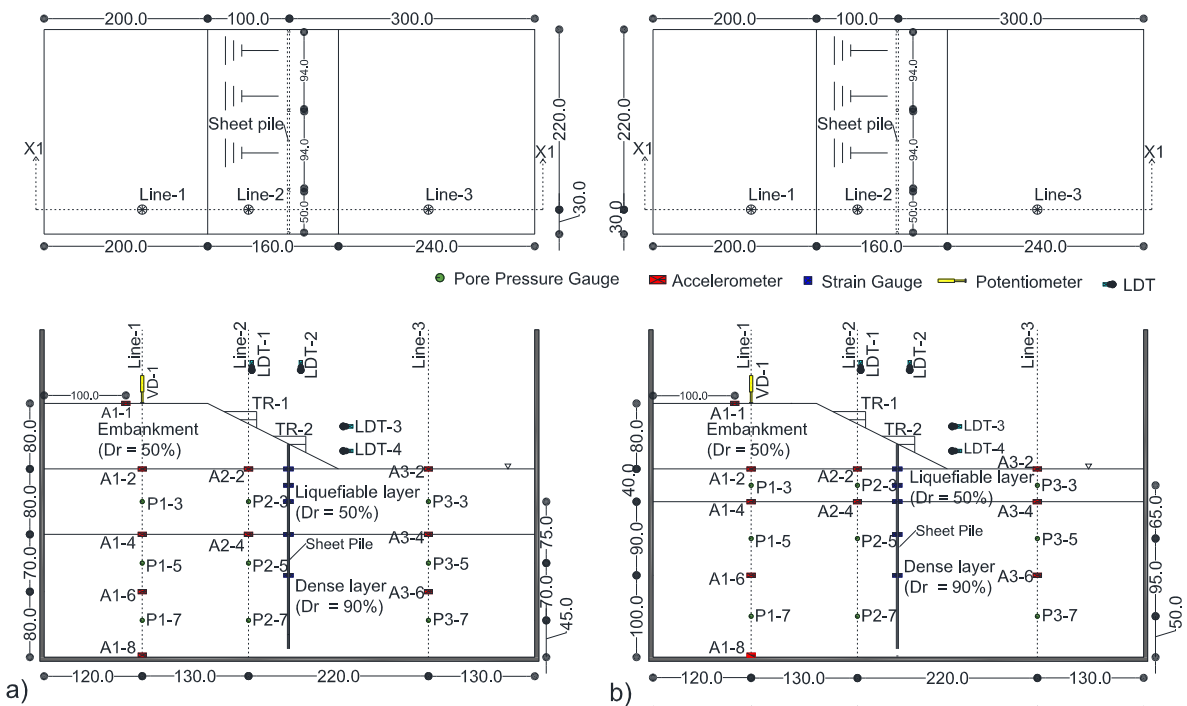 200.0 100.0 300.0
94.0
Sheet pile
94.0
220.0
X1 X1
Line-1 Line-2 Line-3
50.0
30.0
200.0 160.0 240.0
200.0 100.0 300.0
94.0
Sheet pile
94.0
220.0
X1 X1
Line-1 Line-2 Line-3
50.0
30.0
200.0 160.0 240.0
Pore Pressure Gauge Accelerometer Strain Gauge Potentiometer LDT
Line-1 Line-2 Line-3
VD-1 LDT-1 LDT-2
100.0
A1-1 TR-1
Embankment
(Dr = 50%)
TR-2
LDT-3
LDT-4
80.0
A1-2 A2-2 A3-2
P1-3 P2-3 P3-3
Liquefiable layer
(Dr = 50%)
80.0
A1-4 A2-4 A3-4
Sheet Pile
75.0
P1-5 P2-5 P3-5
70.0
Dense layer
(Dr = 90%)
A1-6 A3-6
70.0
P1-7 P2-7 P3-7
80.0
45.0
A1-8
120.0 130.0 220.0 130.0
a)
Line-1 Line-2 Line-3
VD-1 LDT-1 LDT-2
100.0
A1-1 TR-1
Embankment
(Dr = 50%)
TR-2
LDT-3
LDT-4
80.0
A1-2 A2-2 A3-2
P1-3 P2-3 P3-3
Liquefiable layer
(Dr = 50%)
40.0
A1-4 A2-4 A3-4
65.0
Sheet Pile
P1-5 P2-5 P3-5
90.0
Dense layer
(Dr = 90%)
A1-6 A3-6
95.0
P1-7 P2-7 P3-7
100.0
50.0
A1-8
120.0 130.0 220.0 130.0
b)